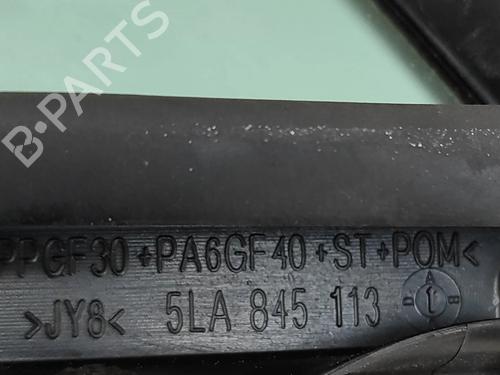 B-PARTS
PPGF30+PA6GF40+ST+POM<
>JY8< 5LA 845 113